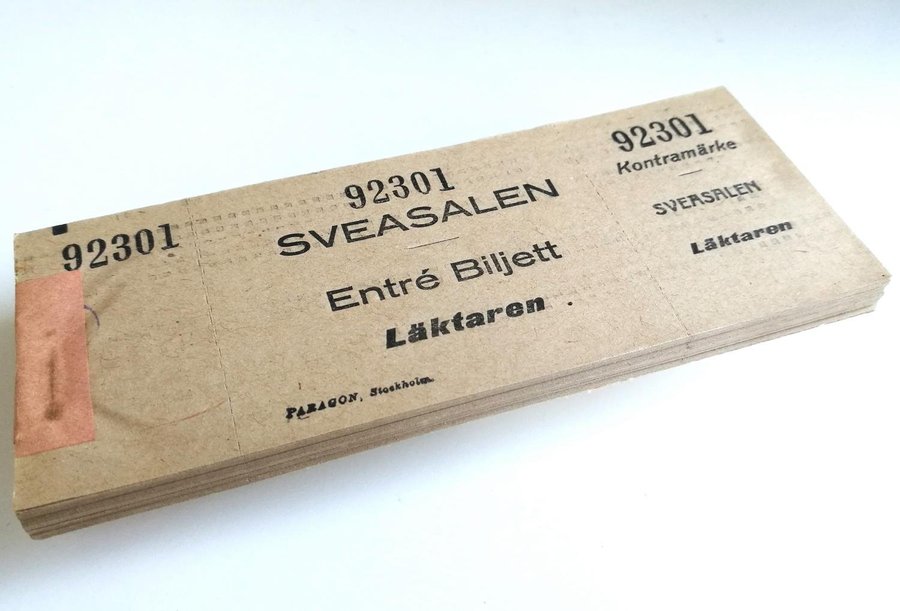 92301
92301
SVEASALEN
Entré Biljett
Läktaren
PARAGON, Stockholm.
92301
Kontramärke
SVEASALEN
Läktaren